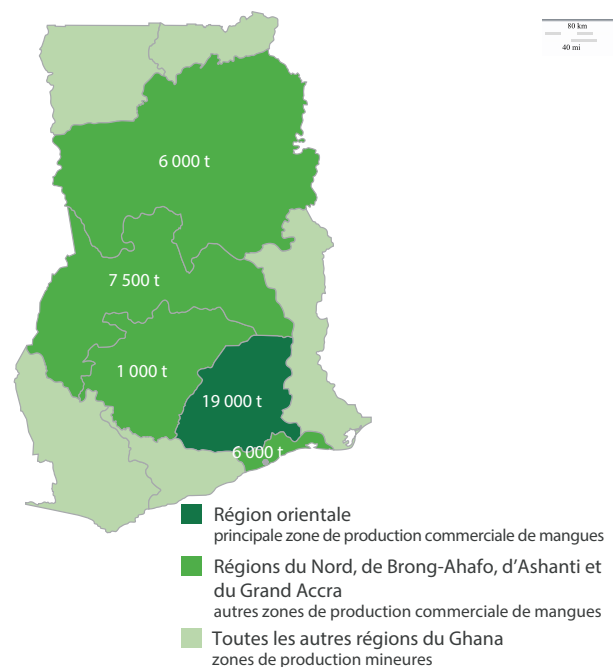 80 km
40 mi
6 000 t
7 500 t
1 000 t
19 000 t
6 000 t
Région orientale
principale zone de production commerciale de mangues
Régions du Nord, de Brong-Ahafo, d'Ashanti et
du Grand Accra
autres zones de production commerciale de mangues
Toutes les autres régions du Ghana
zones de production mineures